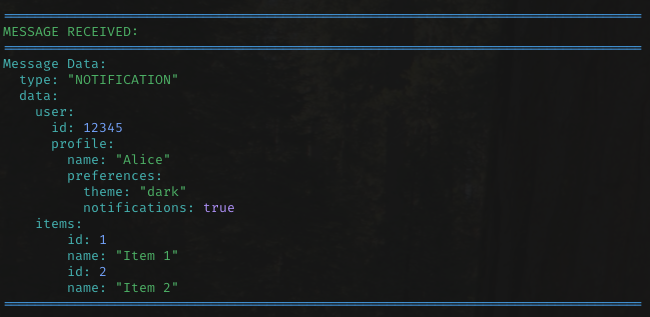 MESSAGE RECEIVED:
Message Data:
  type: "NOTIFICATION"
  data:
    user:
      id: 12345
      profile:
        name: "Alice"
        preferences:
          theme: "dark"
          notifications: true
    items:
        id: 1
        name: "Item 1"
        id: 2
        name: "Item 2"